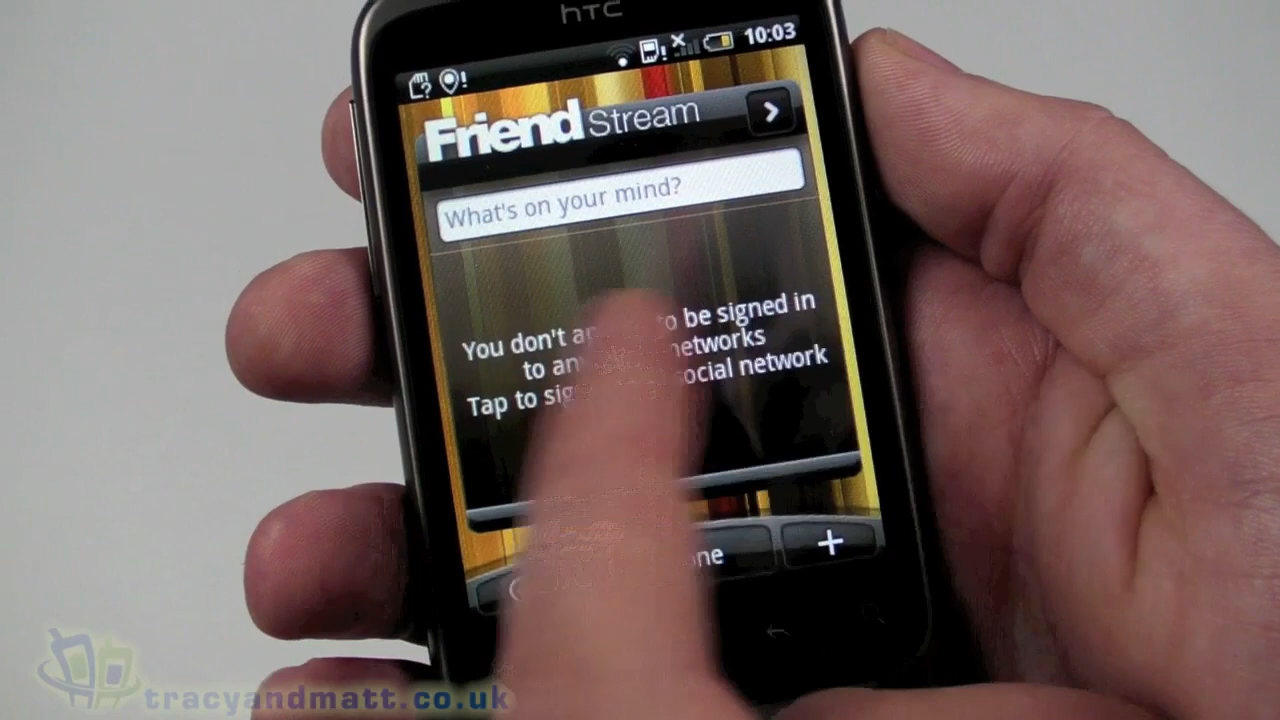 hTC
10:03
Friend Stream
What's on your mind?
You don't to be signed in
to networks
Tap to social network
tracyandmatt.co.uk